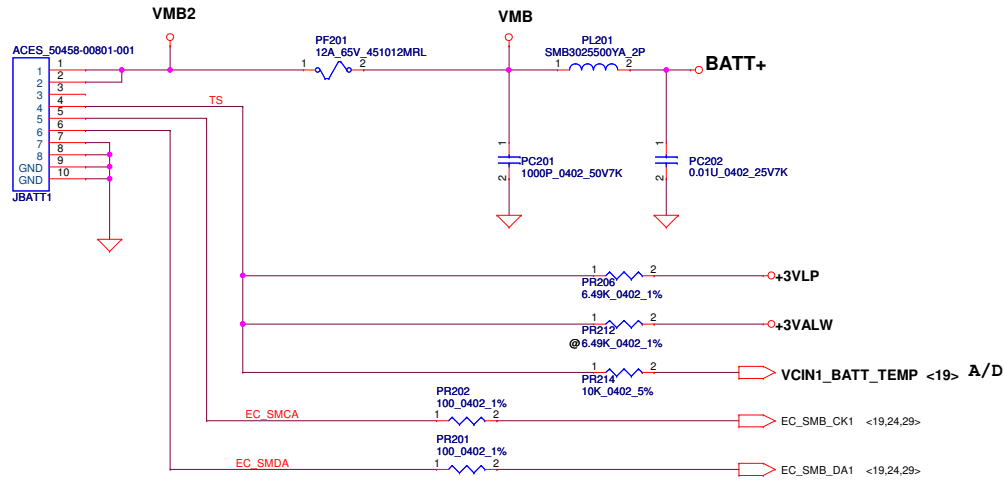 VMB2
VMB
ACES_50458-00801-001
PF201
12A_65V_451012MRL
PL201
SMB3025500YA_2P
1 1
2 2
3 3
4 4
5 5
6 6
7 7
8 8
GND 9
GND 10
JBATT1
1 2
1 2
BATT+
TS
1
2
PC201
1000P_0402_50V7K
1
2
PC202
0.01U_0402_25V7K
1 2
PR206
6.49K_0402_1%
+3VLP
1 2
PR212
@6.49K_0402_1%
+3VALW
1 2
PR214
10K_0402_5%
VCIN1_BATT_TEMP <19> A/D
EC_SMCA
PR202
100_0402_1%
1 2
EC_SMB_CK1 <19,24,29>
EC_SMDA
PR201
100_0402_1%
1 2
EC_SMB_DA1 <19,24,29>